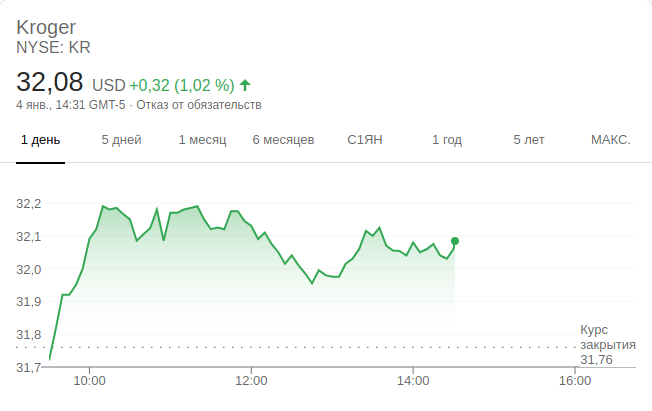 Kroger
NYSE: KR
32,08 USD +0,32 (1,02 %)
4 янв., 14:31 GMT-5 · Отказ от обязательств
1 день 5 дней 1 месяц 6 месяцев С1ЯН 1 год 5 лет МАКС.
32,2
32,1
32,0
31,9
31,8
31,7
Курс
закрытия
31,76
10:00 12:00 14:00 16:00